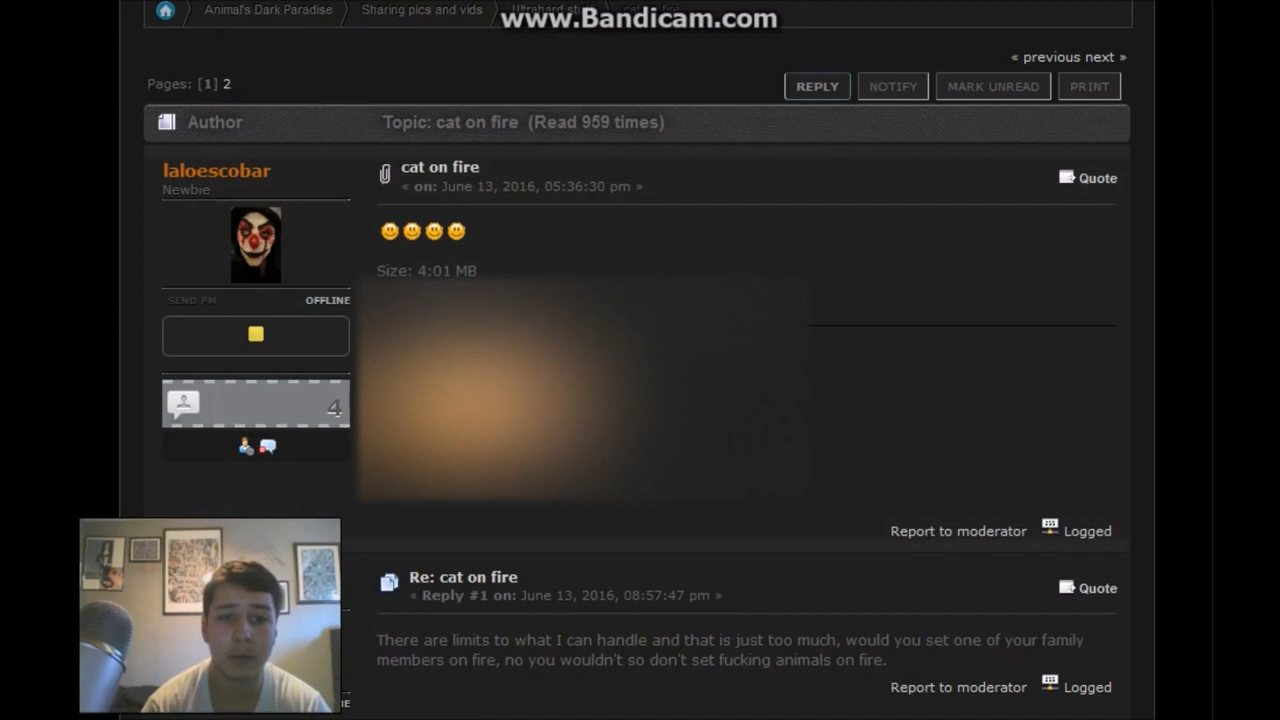 www.Bandicam.com
Animal's Dark Paradise
Sharing pics and vids
« previous next »
Pages: [1] 2
REPLY
NOTIFY
MARK UNREAD
PRINT
Author
Topic: cat on fire (Read 959 times)
laloescobar
Newbie
cat on fire
« on: June 13, 2016, 05:36:30 pm »
Quote
Size: 4:01 MB
SEND PM
OFFLINE
4
Report to moderator
Logged
Re: cat on fire
« Reply #1 on: June 13, 2016, 08:57:47 pm »
Quote
There are limits to what I can handle and that is just too much, would you set one of your family
members on fire, no you wouldn't so don't set fucking animals on fire.
Report to moderator
Logged